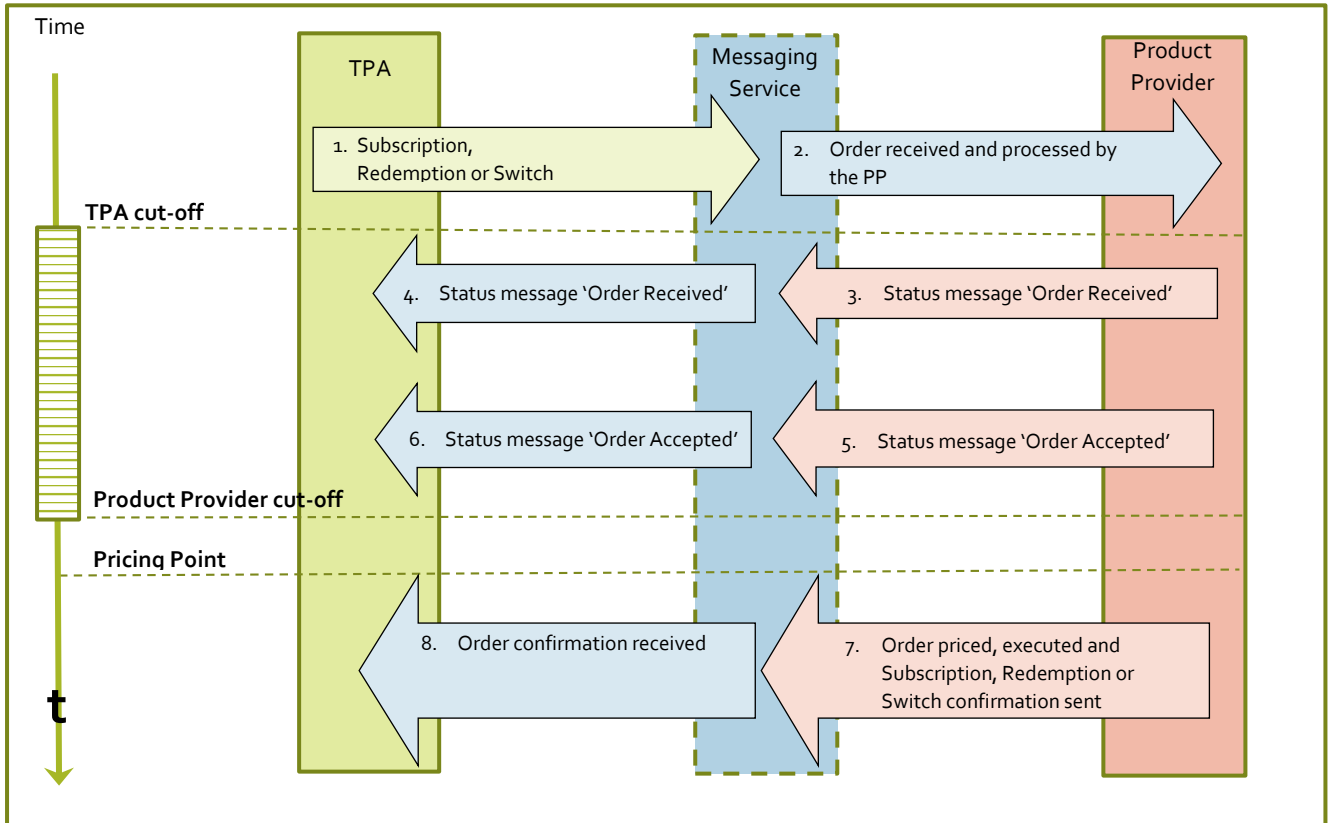 Time
TPA
Messaging
Service
Product
Provider
1. Subscription,
Redemption or Switch
2. Order received and processed by
the PP
TPA cut-off
4. Status message ‘Order Received’
3. Status message ‘Order Received’
6. Status message ‘Order Accepted’
5. Status message ‘Order Accepted’
Product Provider cut-off
Pricing Point
8. Order confirmation received
7. Order priced, executed and
Subscription, Redemption or
Switch confirmation sent
t